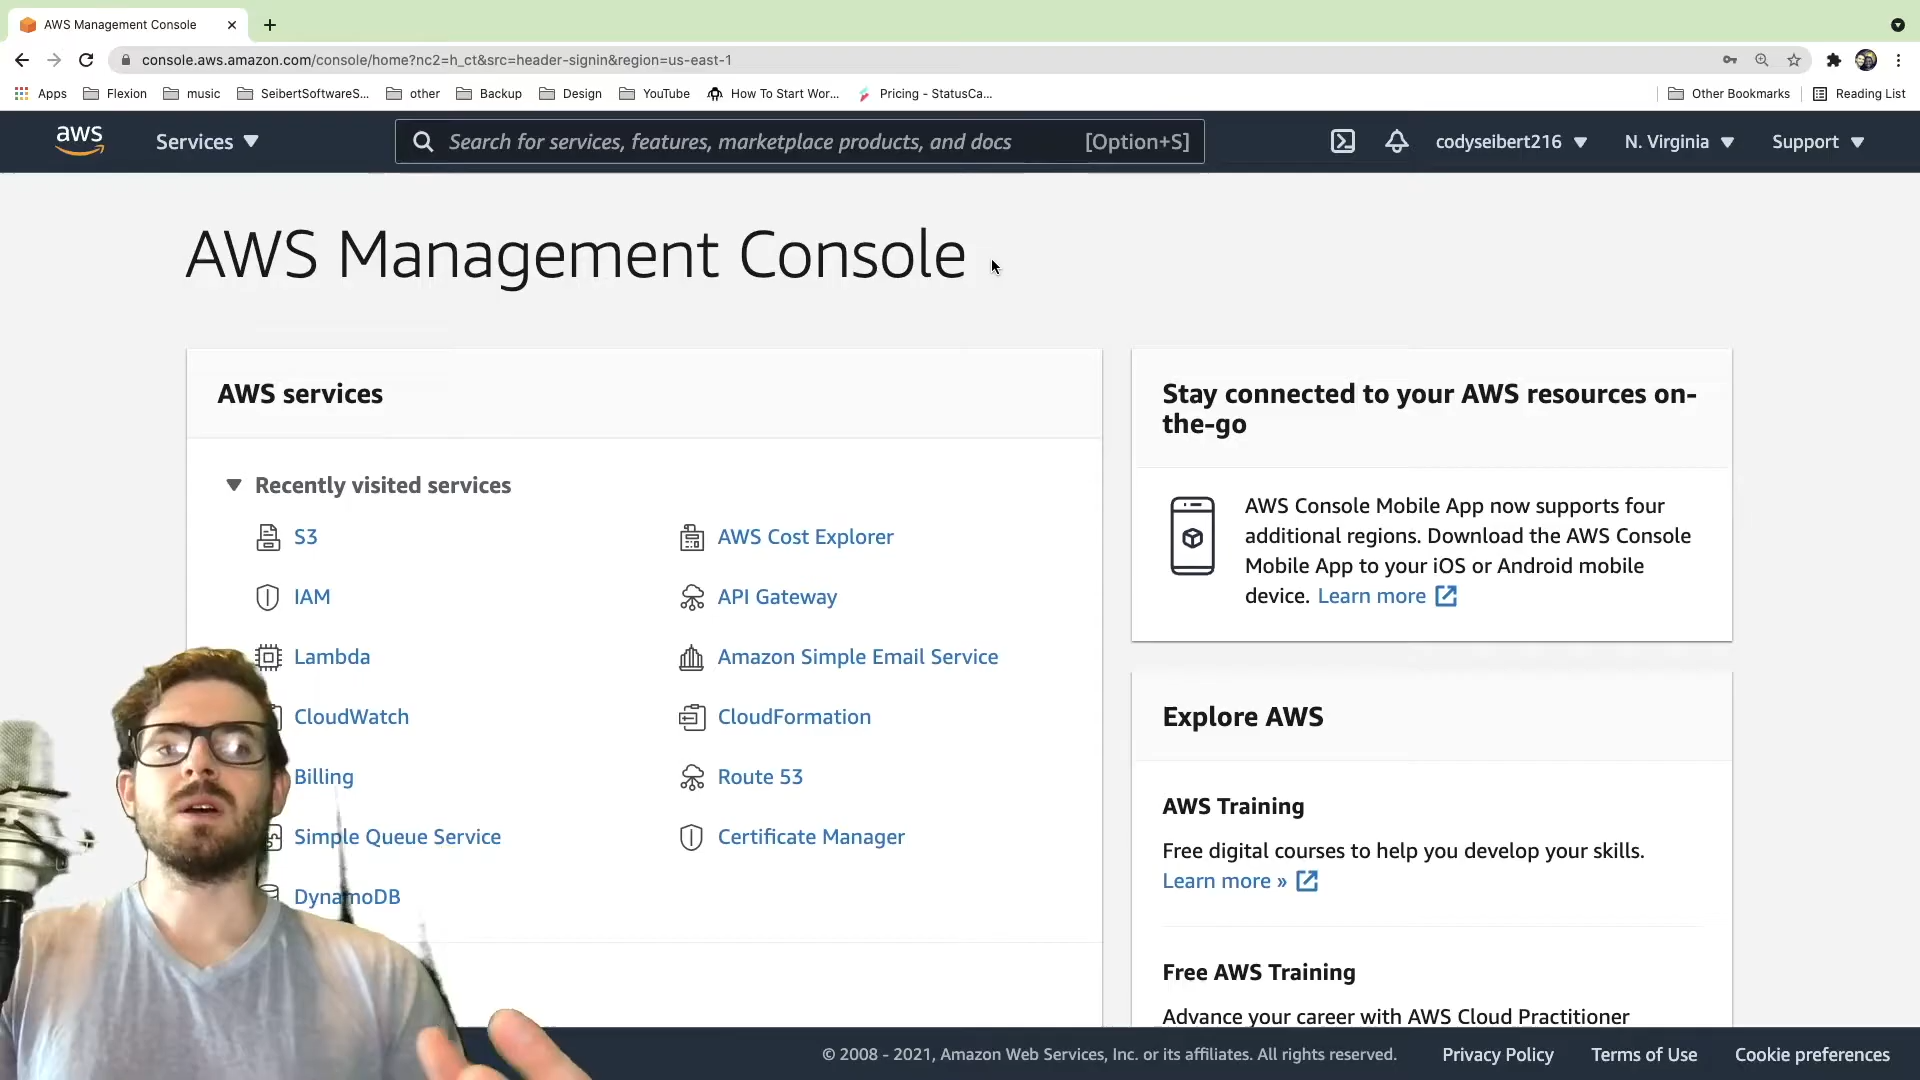 AWS Management Console
console.aws.amazon.com/console/home?nc2=h_ct&src=header-signin&region=us-east-1
Apps Flexion music SeibertSoftwareS... other Backup Design YouTube How To Start Wor... Pricing - StatusCa... Other Bookmarks Reading List
aws Services Search for services, features, marketplace products, and docs [Option+S] codyseibert216 N. Virginia Support
AWS Management Console
AWS services
Recently visited services
S3
IAM
Lambda
CloudWatch
Billing
Simple Queue Service
DynamoDB
AWS Cost Explorer
API Gateway
Amazon Simple Email Service
CloudFormation
Route 53
Certificate Manager
Stay connected to your AWS resources on-
the-go
AWS Console Mobile App now supports four
additional regions. Download the AWS Console
Mobile App to your iOS or Android mobile
device. Learn more
Explore AWS
AWS Training
Free digital courses to help you develop your skills.
Learn more »
Free AWS Training
Advance your career with AWS Cloud Practitioner
© 2008 - 2021, Amazon Web Services, Inc. or its affiliates. All rights reserved. Privacy Policy Terms of Use Cookie preferences